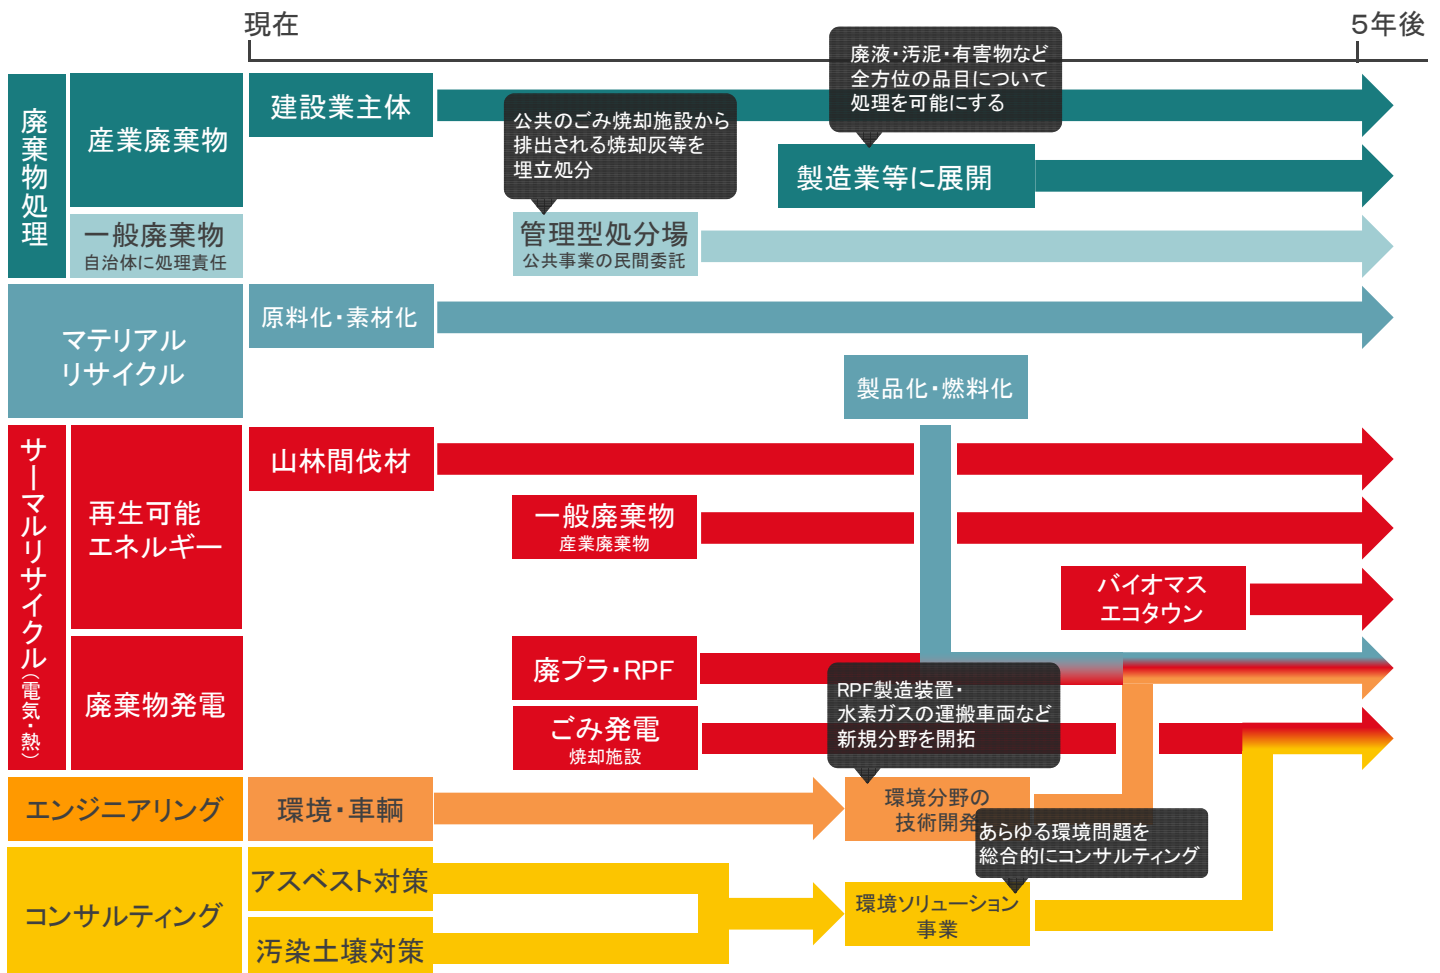 現在
5年後
廃棄物処理
産業廃棄物
建設業主体
廃液・汚泥・有害物など
全方位の品目について
処理を可能にする
公共のごみ焼却施設から
排出される焼却灰等を
埋立処分
製造業等に展開
一般廃棄物
自治体に処理責任
管理型処分場
公共事業の民間委託
マテリアル
リサイクル
原料化・素材化
製品化・燃料化
サーマルリサイクル(電気・熱)
再生可能
エネルギー
山林間伐材
一般廃棄物
産業廃棄物
バイオマス
エコタウン
廃棄物発電
廃プラ・RPF
ごみ発電
焼却施設
RPF製造装置・
水素ガスの運搬車両など
新規分野を開拓
エンジニアリング
環境・車輌
環境分野の
技術開発
あらゆる環境問題を
総合的にコンサルティング
コンサルティング
アスベスト対策
汚染土壌対策
環境ソリューション
事業